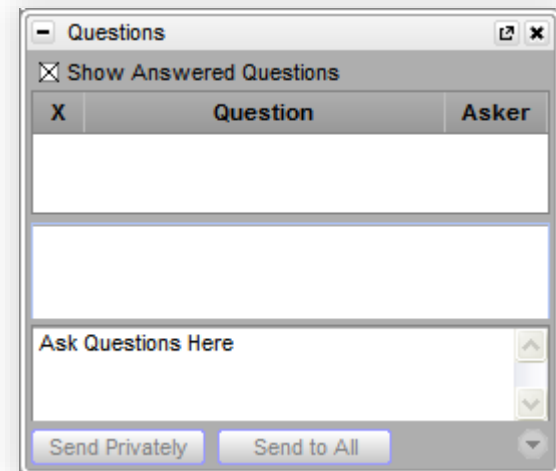 Questions
Show Answered Questions
X Question Asker
Ask Questions Here
Send Privately Send to All